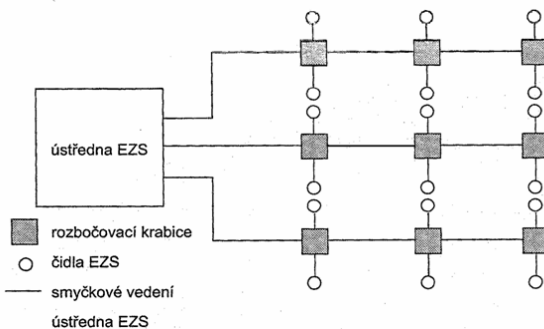 ústředna EZS
rozbočovací krabice
čidla EZS
smyčkové vedení
ústředna EZS